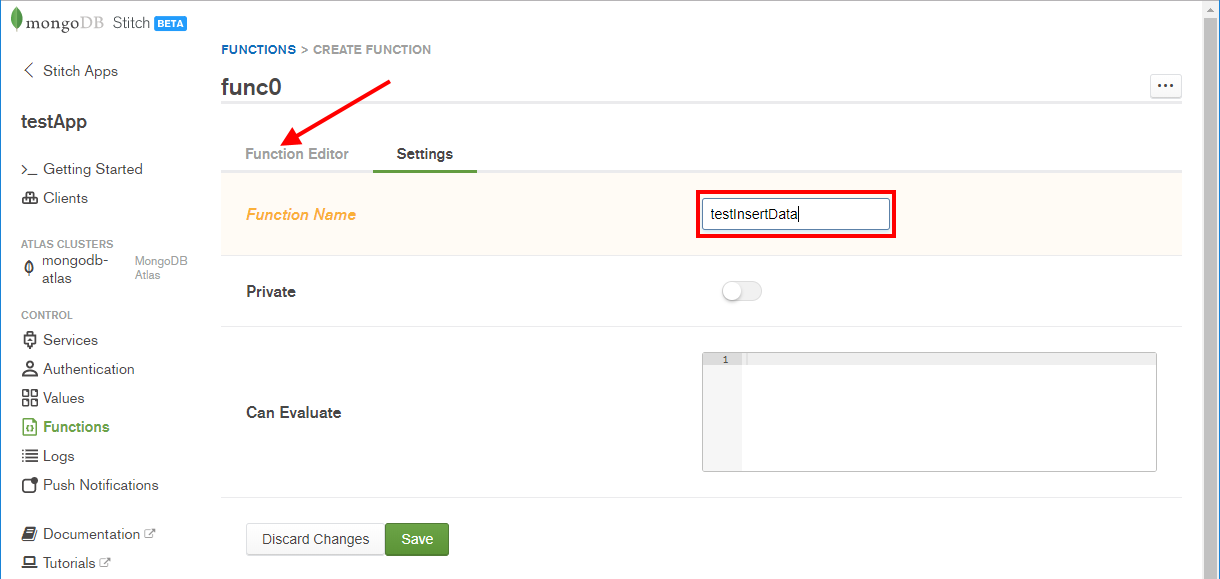 mongoDB Stitch BETA
Stitch Apps
testApp
>_ Getting Started
Clients
ATLAS CLUSTERS
mongodb-
atlas
MongoDB
Atlas
CONTROL
Services
Authentication
Values
Functions
Logs
Push Notifications
Documentation
Tutorials
FUNCTIONS > CREATE FUNCTION
func0
...
Function Editor Settings
Function Name testInsertData
Private
Can Evaluate
1
Discard Changes Save